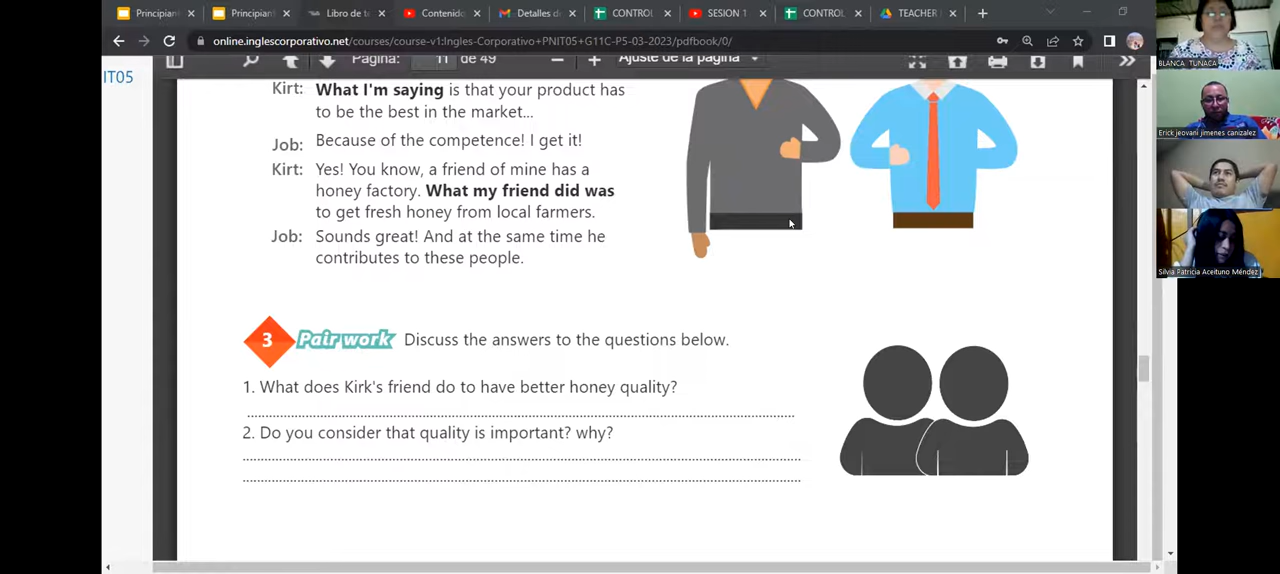 Principian
Principian
Libro de te
Contenido
Detalles de
CONTROL
SESION 1
CONTROL
TEACHER
online.inglescorporativo.net/courses/course-v1:Ingles-Corporativo+PNIT05+G11C-P5-03-2023/pdfbook/0/
IT05
Página: 11 de 49
Ajuste de la página
Kirt: What I'm saying is that your product has
to be the best in the market...
Job: Because of the competence! I get it!
Kirt: Yes! You know, a friend of mine has a
honey factory. What my friend did was
to get fresh honey from local farmers.
Job: Sounds great! And at the same time he
contributes to these people.
3 Pair work Discuss the answers to the questions below.
1. What does Kirk's friend do to have better honey quality?
2. Do you consider that quality is important? why?
BLANCA TUNACA
Erick jeovani jimenes canizalez
Silvia Patricia Aceituno Méndez